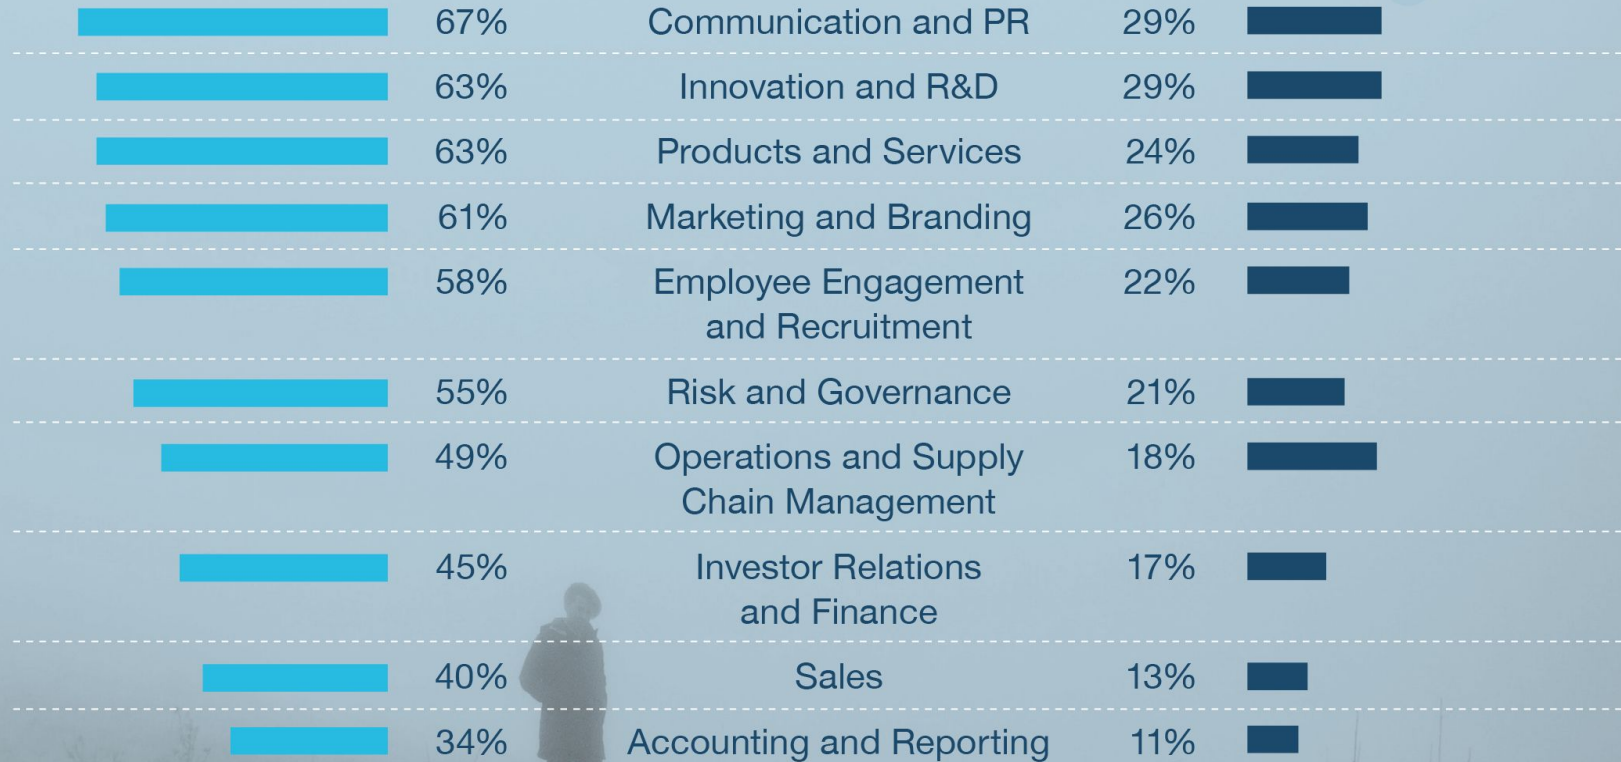 67% Communication and PR 29%
63% Innovation and R&D 29%
63% Products and Services 24%
61% Marketing and Branding 26%
58% Employee Engagement 22%
and Recruitment
55% Risk and Governance 21%
49% Operations and Supply 18%
Chain Management
45% Investor Relations 17%
and Finance
40% Sales 13%
34% Accounting and Reporting 11%